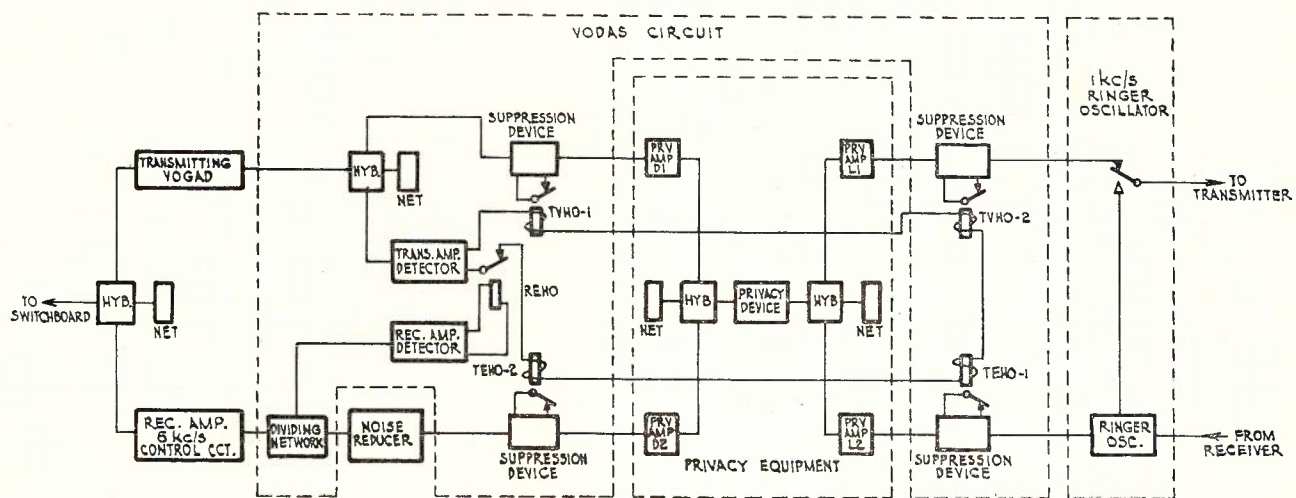 VODAS CIRCUIT
1 KC/S
RINGER
OSCILLATOR
SUPPRESSION
DEVICE
SUPPRESSION
DEVICE
TRANSMITTING
VOGAD
HYB.
NET
PRV
AMP
D1
PRV
AMP
L1
TO
TRANSMITTER
TVHO-1
TVHO-2
TRANS. AMP.
DETECTOR
REHO
TO
SWITCHBOARD
HYB.
NET
NET
HYB
PRIVACY
DEVICE
HYB
NET
REC. AMP.
DETECTOR
TEHO-2
TEHO-1
REC. AMP.
6 KC/S
CONTROL CCT.
DIVIDING
NETWORK
NOISE
REDUCER
SUPPRESSION
DEVICE
PRV
AMP
D2
PRV
AMP
L2
PRIVACY EQUIPMENT
SUPPRESSION
DEVICE
RINGER
OSC.
FROM
RECEIVER